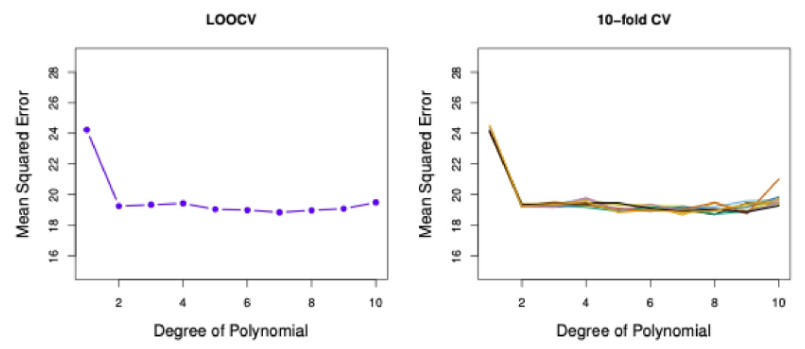 LOOCV
Mean Squared Error
28
26
24
22
20
18
16
2 4 6 8 10
Degree of Polynomial
10-fold CV
Mean Squared Error
28
26
24
22
20
18
16
2 4 6 8 10
Degree of Polynomial